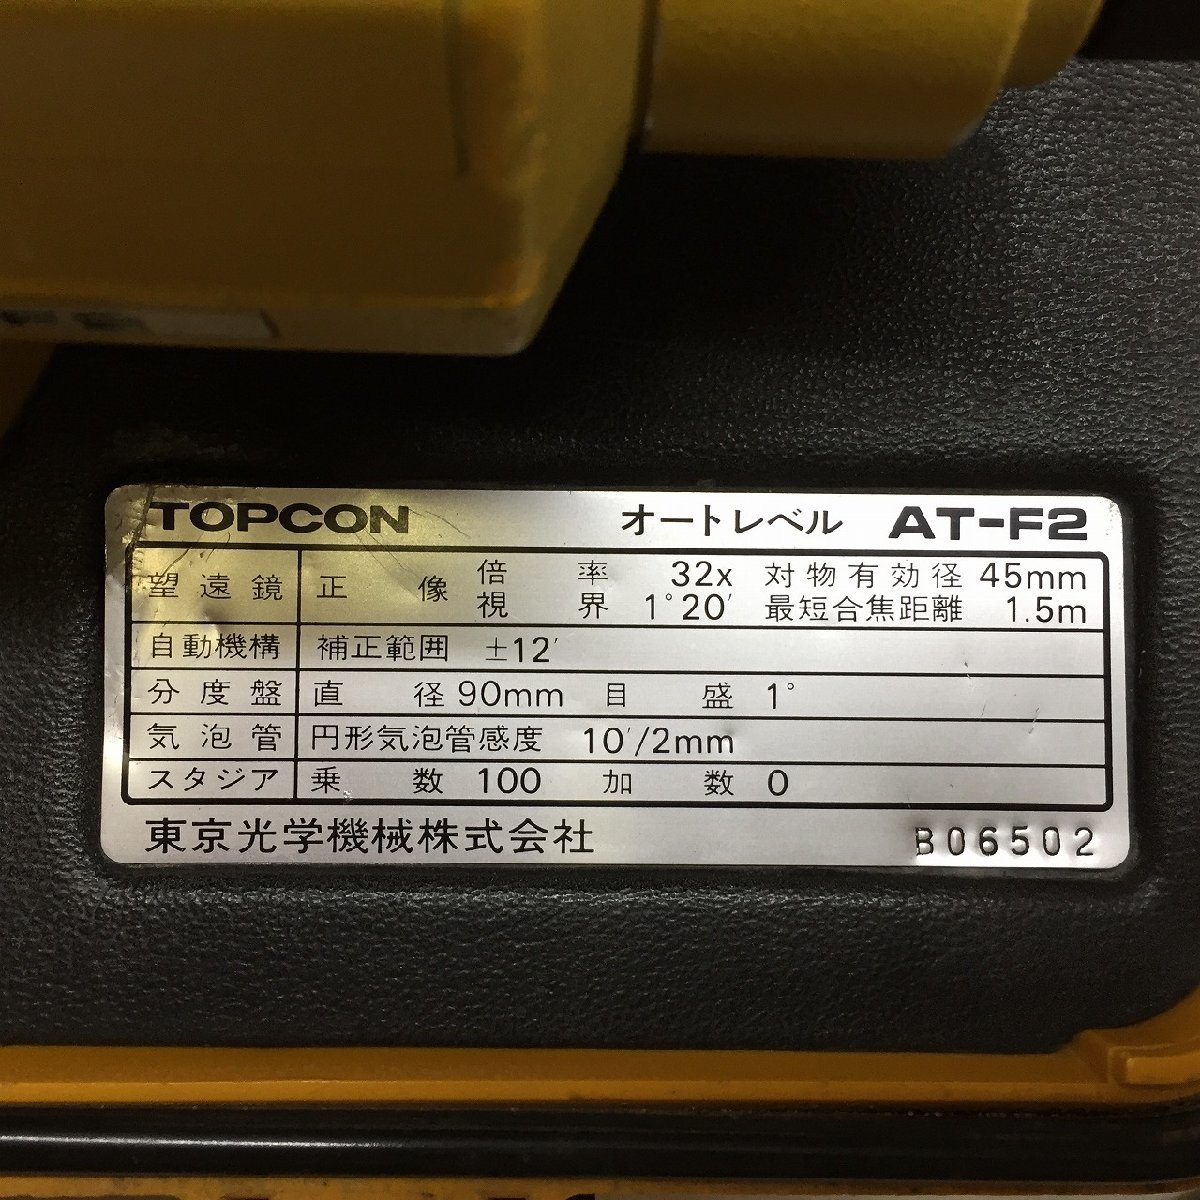 TOPCON オートレベル AT-F2
望遠鏡 正像 倍率 32x 対物有効径 45mm
視界 1°20′ 最短合焦距離 1.5m
自動機構 補正範囲 ±12′
分度盤 直径 90mm 目盛 1°
気泡管 円形気泡管感度 10′/2mm
スタジア 乗数 100 加数 0
東京光学機械株式会社 B06502